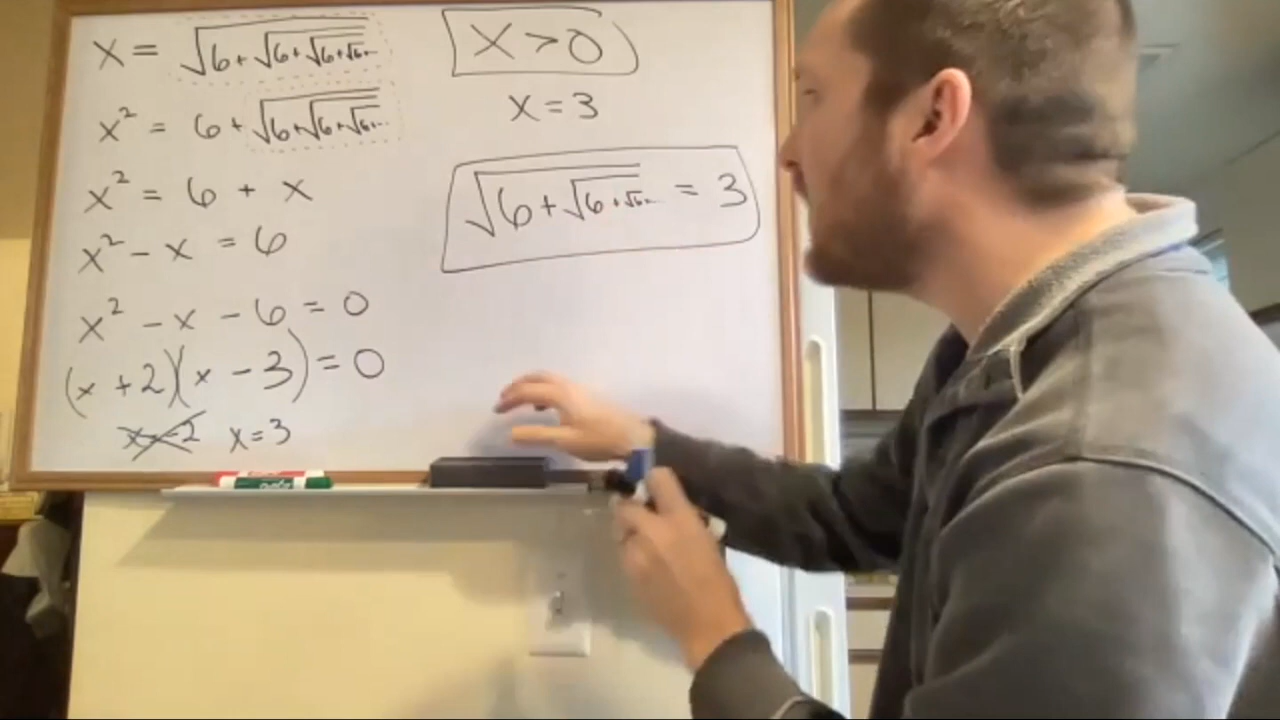 x = √6+√6+√6+√6+...
x² = 6 + √6+√6+√6+√6+...
x² = 6 + x
x² - x = 6
x² - x - 6 = 0
(x + 2)(x - 3) = 0
x=-2 x=3
x > 0
x = 3
√6+√6+√6+... = 3